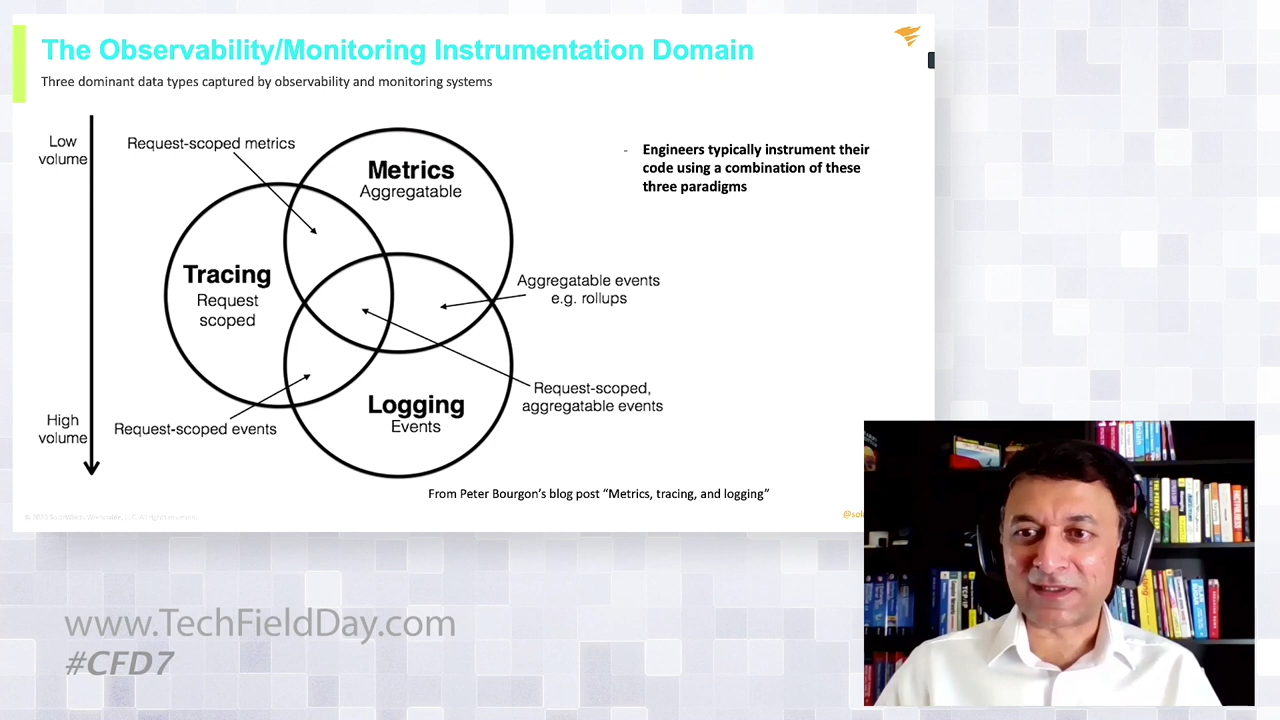 The Observability/Monitoring Instrumentation Domain
Three dominant data types captured by observability and monitoring systems
Low
volume
High
volume
Request-scoped metrics
Metrics
Aggregatable
Tracing
Request
scoped
Aggregatable events
e.g. rollups
Request-scoped,
aggregatable events
Logging
Events
Request-scoped events
From Peter Bourgon's blog post “Metrics, tracing, and logging”
- Engineers typically instrument their
code using a combination of these
three paradigms
www.TechFieldDay.com
#CFD7